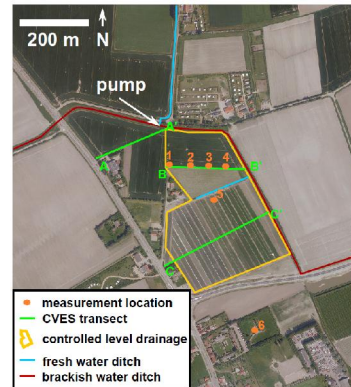 200 m
N
pump
A'
A
1 2 3 4
B B'
5
C'
C
6
measurement location
CVES transect
controlled level drainage
fresh water ditch
brackish water ditch